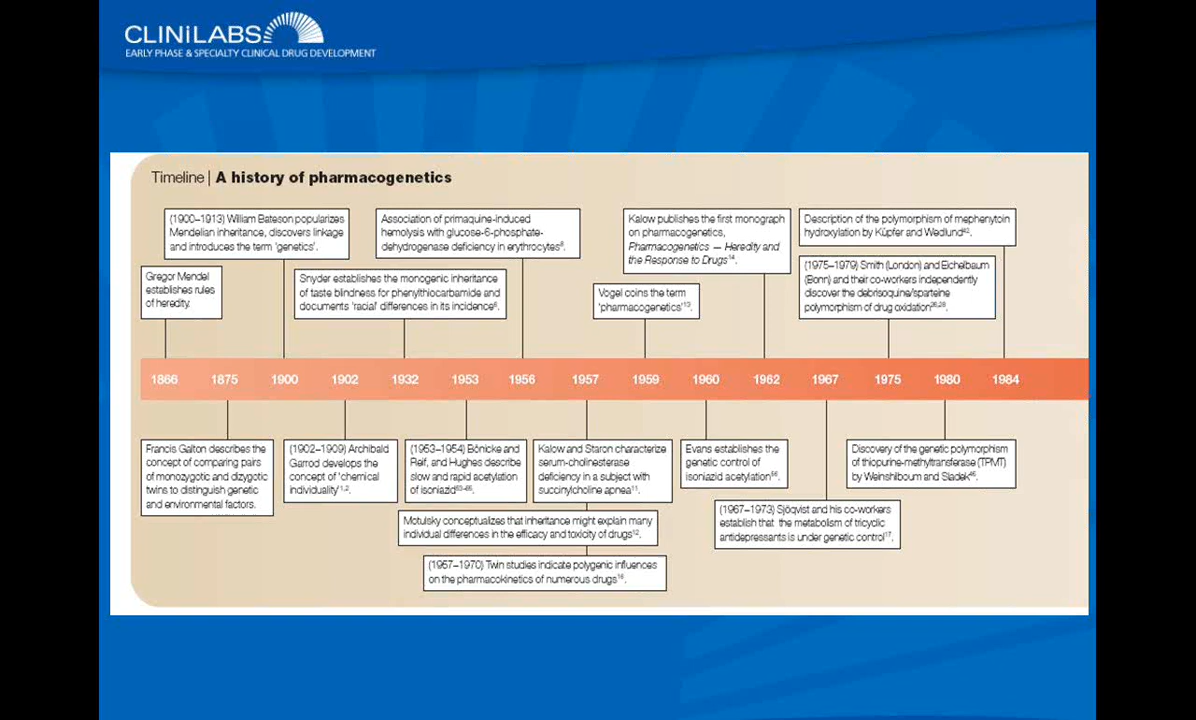 CLINiLABS
EARLY PHASE & SPECIALTY CLINICAL DRUG DEVELOPMENT
Timeline | A history of pharmacogenetics
(1900–1913) William Bateson popularizes
Mendelian inheritance, discovers linkage
and introduces the term 'genetics'.
Association of primaquine-induced
hemolysis with glucose-6-phosphate-
dehydrogenase deficiency in erythrocytes
Kalow publishes the first monograph
on pharmacogenetics,
Pharmacogenetics — Heredity and
the Response to Drugs14.
Description of the polymorphism of mephenytoin
hydroxylation by Küpfer and Wedlund42.
Gregor Mendel
establishes rules
of heredity.
Snyder establishes the monogenic inheritance
of taste blindness for phenylthiocarbamide and
documents 'racial' differences in its incidence
Vogel coins the term
'pharmacogenetics'13.
(1975–1979) Smith (London) and Eichelbaum
(Bonn) and their co-workers independently
discover the debrisoquine/sparteine
polymorphism of drug oxidation
1866 1875 1900 1902 1932 1953 1956 1957 1959 1960 1962 1967 1975 1980 1984
Francis Galton describes the
concept of comparing pairs
of monozygotic and dizygotic
twins to distinguish genetic
and environmental factors.
(1902–1909) Archibald
Garrod develops the
concept of 'chemical
individuality'1,2.
(1953–1954) Bönicke and
Reif, and Hughes describe
slow and rapid acetylation
of isoniazid
Kalow and Staron characterize
serum-cholinesterase
deficiency in a subject with
succinylcholine apnea11.
Evans establishes the
genetic control of
isoniazid acetylation
Discovery of the genetic polymorphism
of thiopurine-methyltransferase (TPMT)
by Weinshilboum and Sladek
Motulsky conceptualizes that inheritance might explain many
individual differences in the efficacy and toxicity of drugs12.
(1967–1973) Sjöqvist and his co-workers
establish that the metabolism of tricyclic
antidepressants is under genetic control17.
(1957–1970) Twin studies indicate polygenic influences
on the pharmacokinetics of numerous drugs